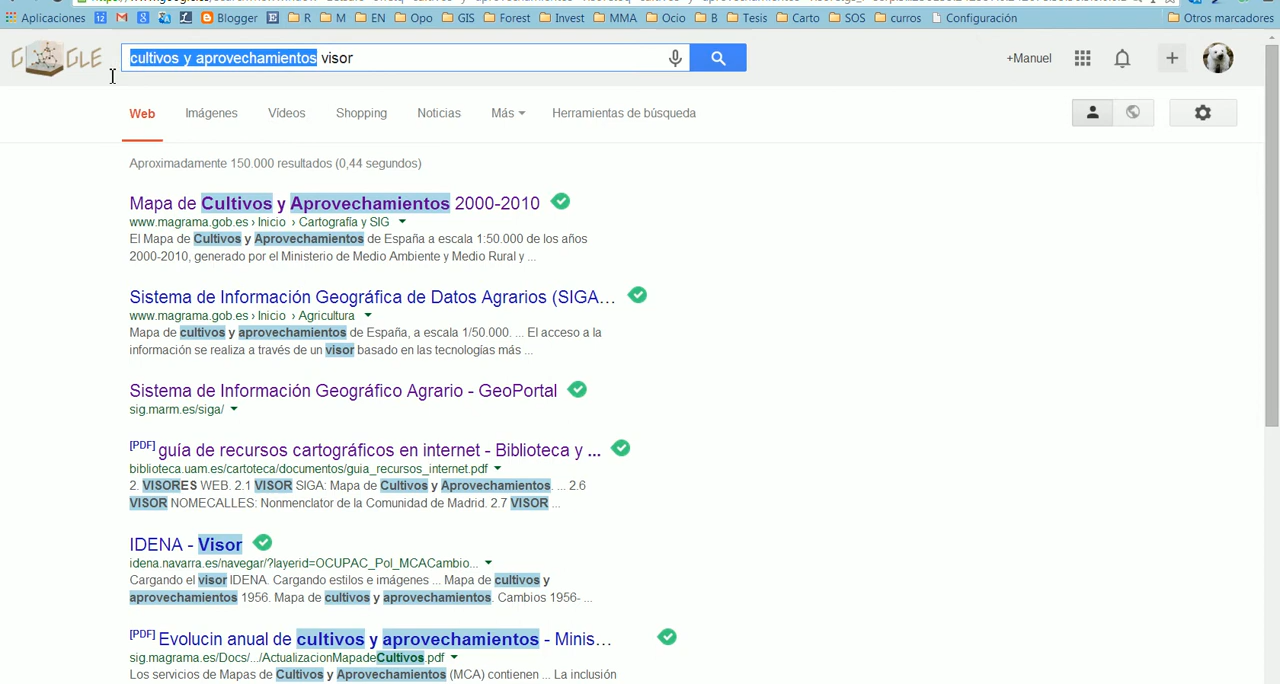 Aplicaciones
Blogger
R
M
EN
Opo
GIS
Forest
Invest
MMA
Ocio
B
Tesis
Carto
SOS
curros
Configuración
Otros marcadores
cultivos y aprovechamientos visor
+Manuel
Web
Imágenes
Vídeos
Shopping
Noticias
Más
Herramientas de búsqueda
Aproximadamente 150.000 resultados (0,44 segundos)
Mapa de Cultivos y Aprovechamientos 2000-2010
www.magrama.gob.es › Inicio › Cartografía y SIG
El Mapa de Cultivos y Aprovechamientos de España a escala 1:50.000 de los años
2000-2010, generado por el Ministerio de Medio Ambiente y Medio Rural y ...
Sistema de Información Geográfica de Datos Agrarios (SIGA...
www.magrama.gob.es › Inicio › Agricultura
Mapa de cultivos y aprovechamientos de España, a escala 1/50.000. ... El acceso a la
información se realiza a través de un visor basado en las tecnologías más ...
Sistema de Información Geográfico Agrario - GeoPortal
sig.marm.es/siga/
[PDF] guía de recursos cartográficos en internet - Biblioteca y ...
biblioteca.uam.es/cartoteca/documentos/guia_recursos_internet.pdf
2. VISORES WEB. 2.1 VISOR SIGA: Mapa de Cultivos y Aprovechamientos. ... 2.6
VISOR NOMECALLES: Nonmenclator de la Comunidad de Madrid. 2.7 VISOR ...
IDENA - Visor
idena.navarra.es/navegar/?layerid=OCUPAC_Pol_MCACambio...
Cargando el visor IDENA. Cargando estilos e imágenes ... Mapa de cultivos y
aprovechamientos 1956. Mapa de cultivos y aprovechamientos. Cambios 1956- ...
[PDF] Evolucin anual de cultivos y aprovechamientos - Minis...
sig.magrama.es/Docs/.../ActualizacionMapadeCultivos.pdf
Los servicios de Mapas de Cultivos y Aprovechamientos (MCA) contienen ... La inclusión